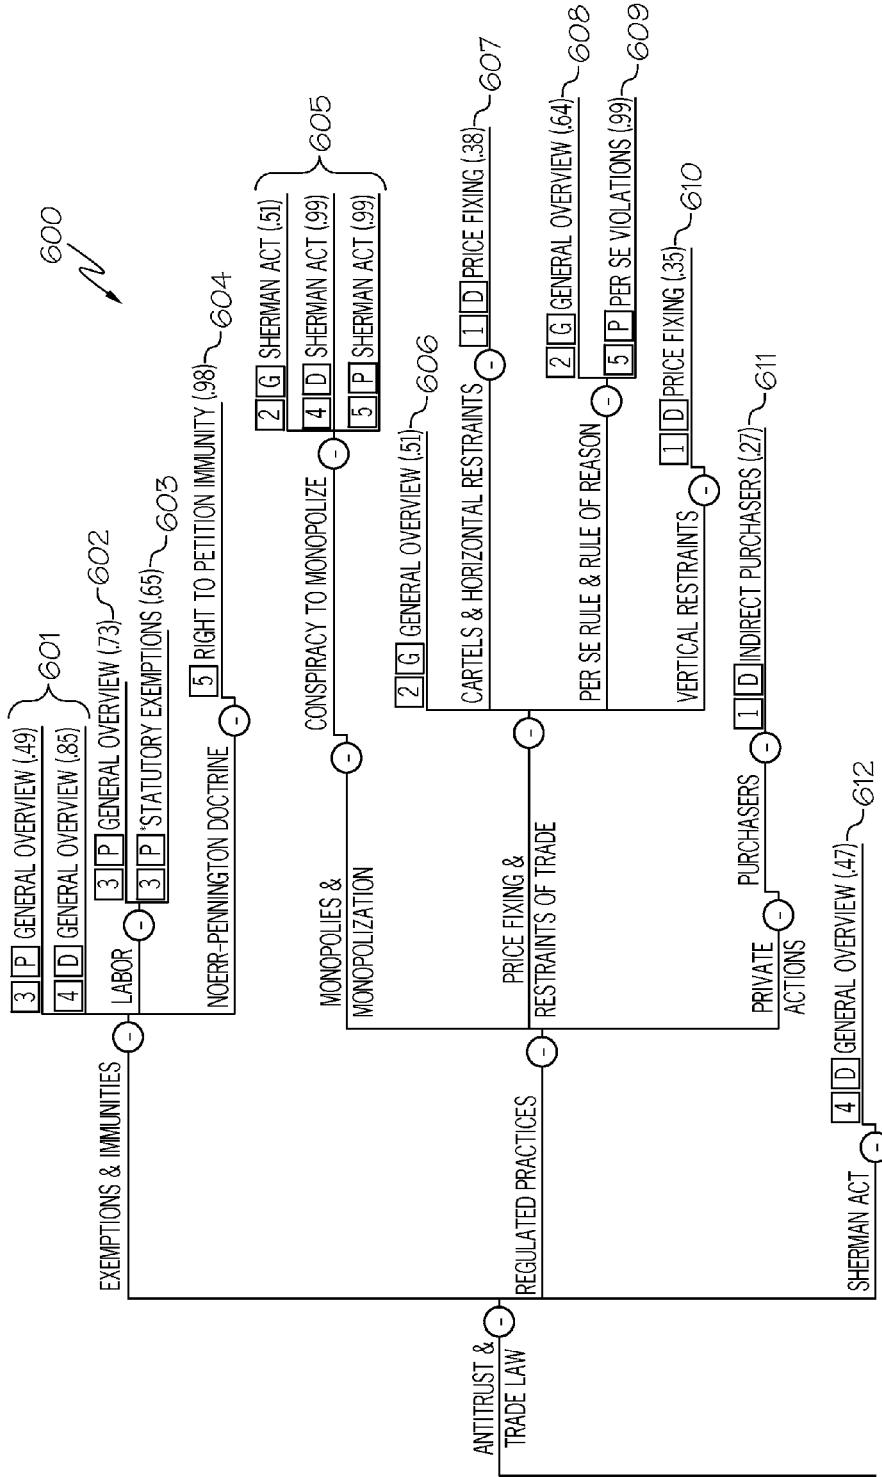 600
ANTITRUST &
TRADE LAW
EXEMPTIONS & IMMUNITIES
3 P GENERAL OVERVIEW (.49)
4 D GENERAL OVERVIEW (.85)
601
LABOR
3 P GENERAL OVERVIEW (.73) 602
3 P *STATUTORY EXEMPTIONS (.65) 603
NOERR-PENNINGTON DOCTRINE
5 RIGHT TO PETITION IMMUNITY (.98) 604
REGULATED PRACTICES
MONOPOLIES &
MONOPOLIZATION
CONSPIRACY TO MONOPOLIZE
2 G SHERMAN ACT (.51)
4 D SHERMAN ACT (.99)
5 P SHERMAN ACT (.99)
605
PRICE FIXING &
RESTRAINTS OF TRADE
2 G GENERAL OVERVIEW (.51) 606
CARTELS & HORIZONTAL RESTRAINTS
1 D PRICE FIXING (.38) 607
PER SE RULE & RULE OF REASON
2 G GENERAL OVERVIEW (.64) 608
5 P PER SE VIOLATIONS (.99) 609
VERTICAL RESTRAINTS
1 D PRICE FIXING (.35) 610
PRIVATE
ACTIONS
PURCHASERS
1 D INDIRECT PURCHASERS (.27) 611
SHERMAN ACT
4 D GENERAL OVERVIEW (.47) 612